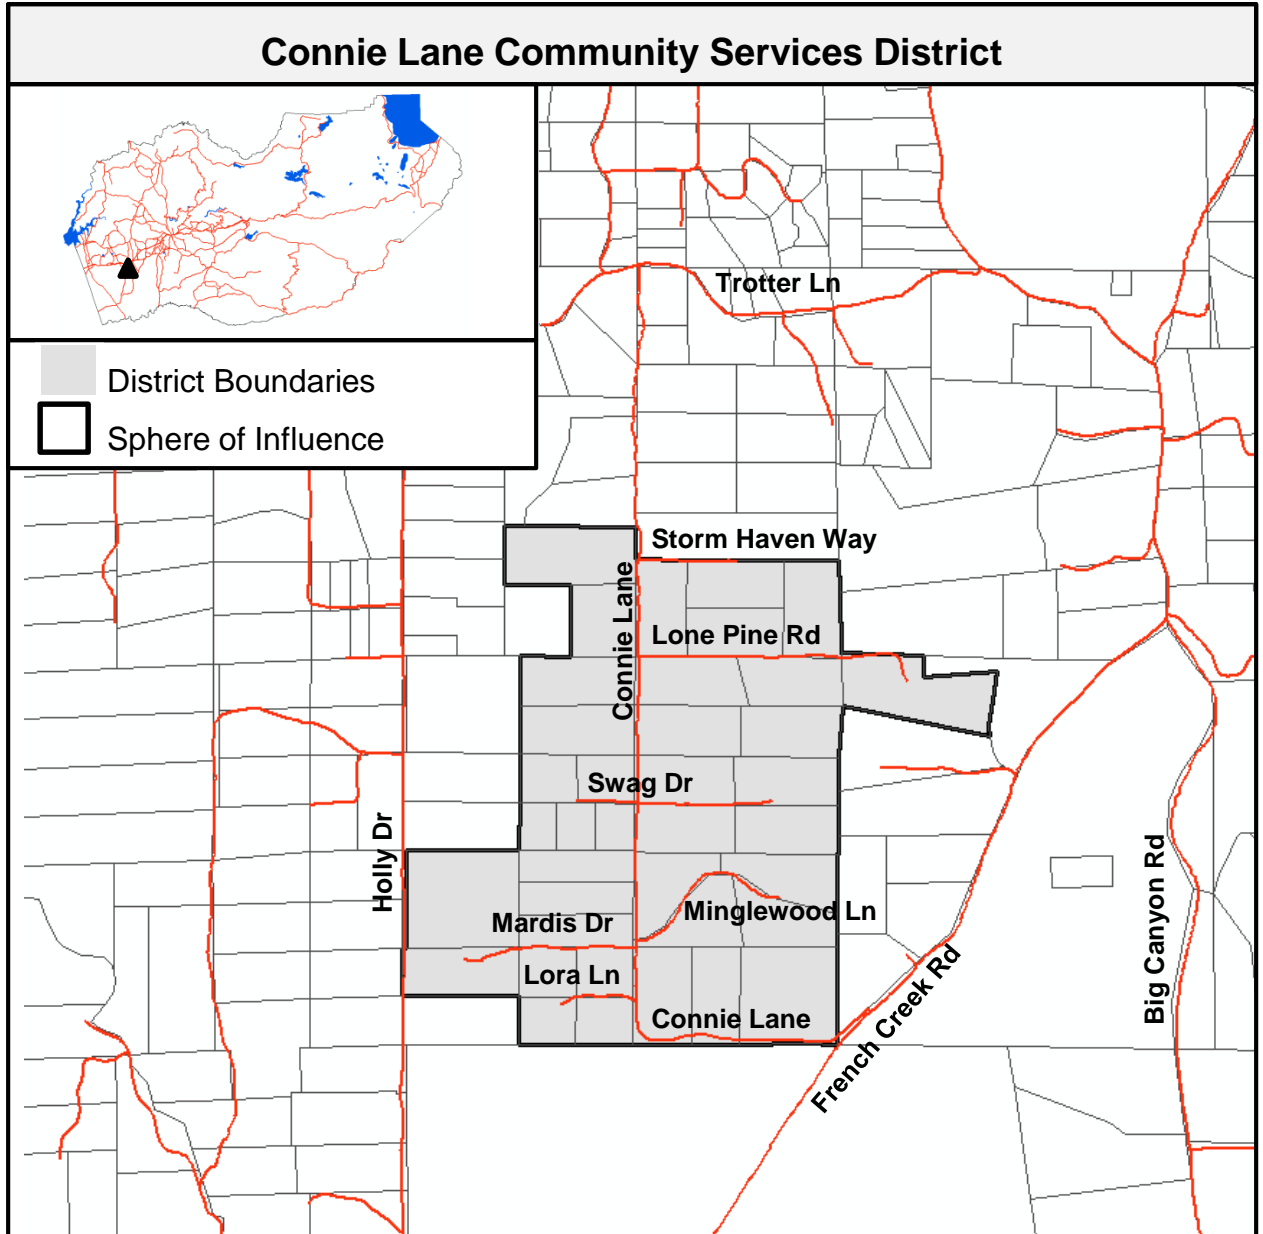 Connie Lane Community Services District
District Boundaries
Sphere of Influence
Trotter Ln
Storm Haven Way
Connie Lane
Lone Pine Rd
Swag Dr
Holly Dr
Minglewood Ln
Mardis Dr
Lora Ln
Connie Lane
French Creek Rd
Big Canyon Rd